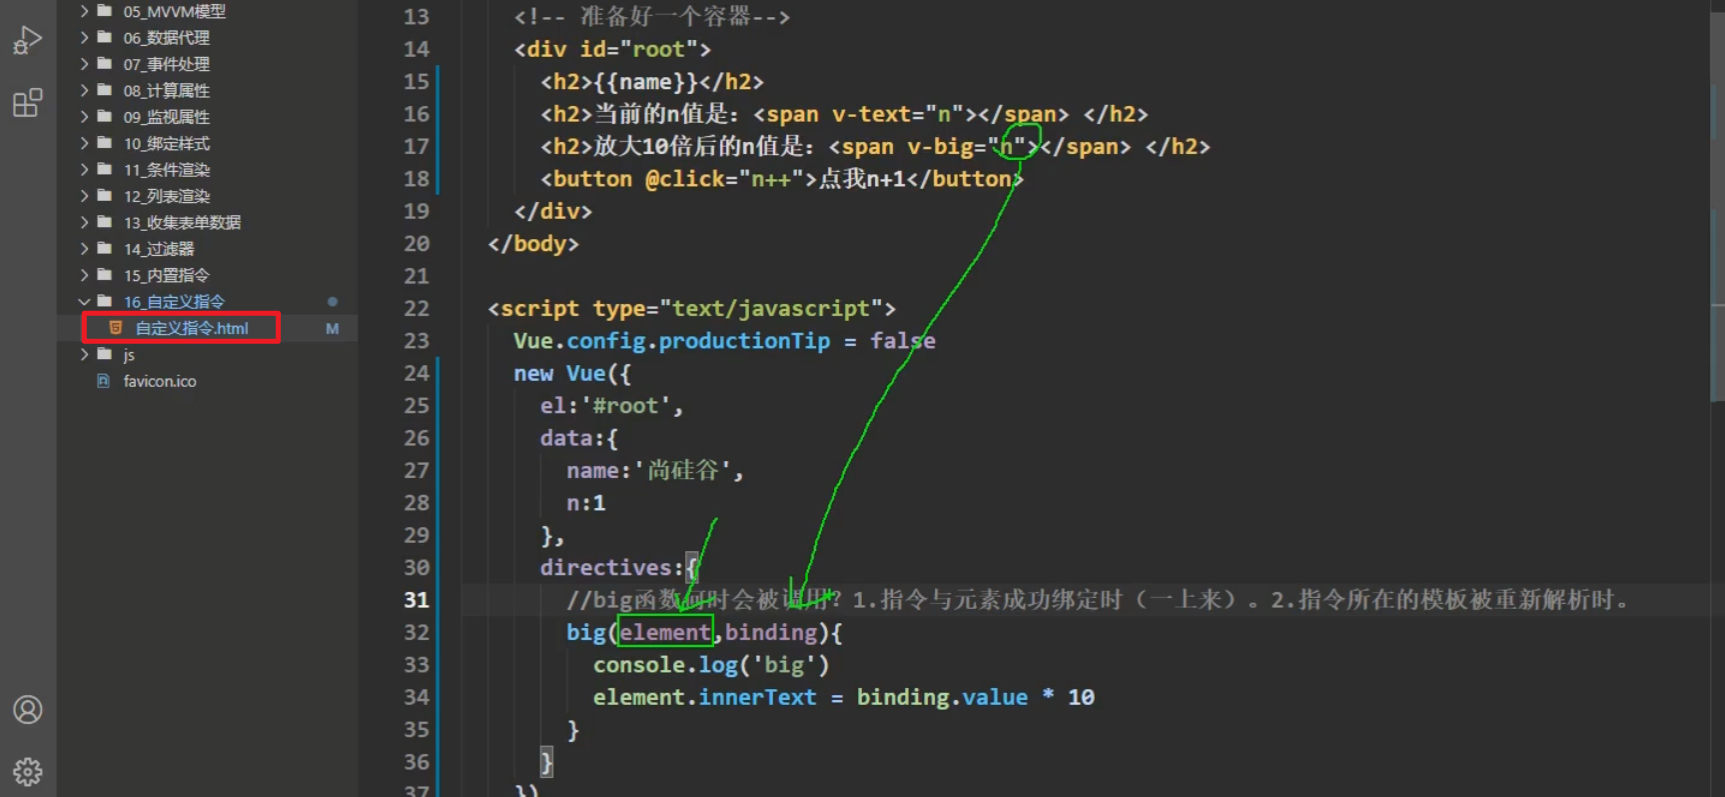 05_MVVM模型
06_数据代理
07_事件处理
08_计算属性
09_监视属性
10_绑定样式
11_条件渲染
12_列表渲染
13_收集表单数据
14_过滤器
15_内置指令
16_自定义指令
自定义指令.html M
js
favicon.ico
13 <!-- 准备好一个容器-->
14 <div id="root">
15 <h2>{{name}}</h2>
16 <h2>当前的n值是：<span v-text="n"></span> </h2>
17 <h2>放大10倍后的n值是：<span v-big="n"></span> </h2>
18 <button @click="n++">点我n+1</button>
19 </div>
20 </body>
21
22 <script type="text/javascript">
23 Vue.config.productionTip = false
24 new Vue({
25 el:'#root',
26 data:{
27 name:'尚硅谷',
28 n:1
29 },
30 directives:{
31 //big函数何时会被调用？1.指令与元素成功绑定时（一上来）。2.指令所在的模板被重新解析时。
32 big(element,binding){
33 console.log('big')
34 element.innerText = binding.value * 10
35 }
36 }
37 })